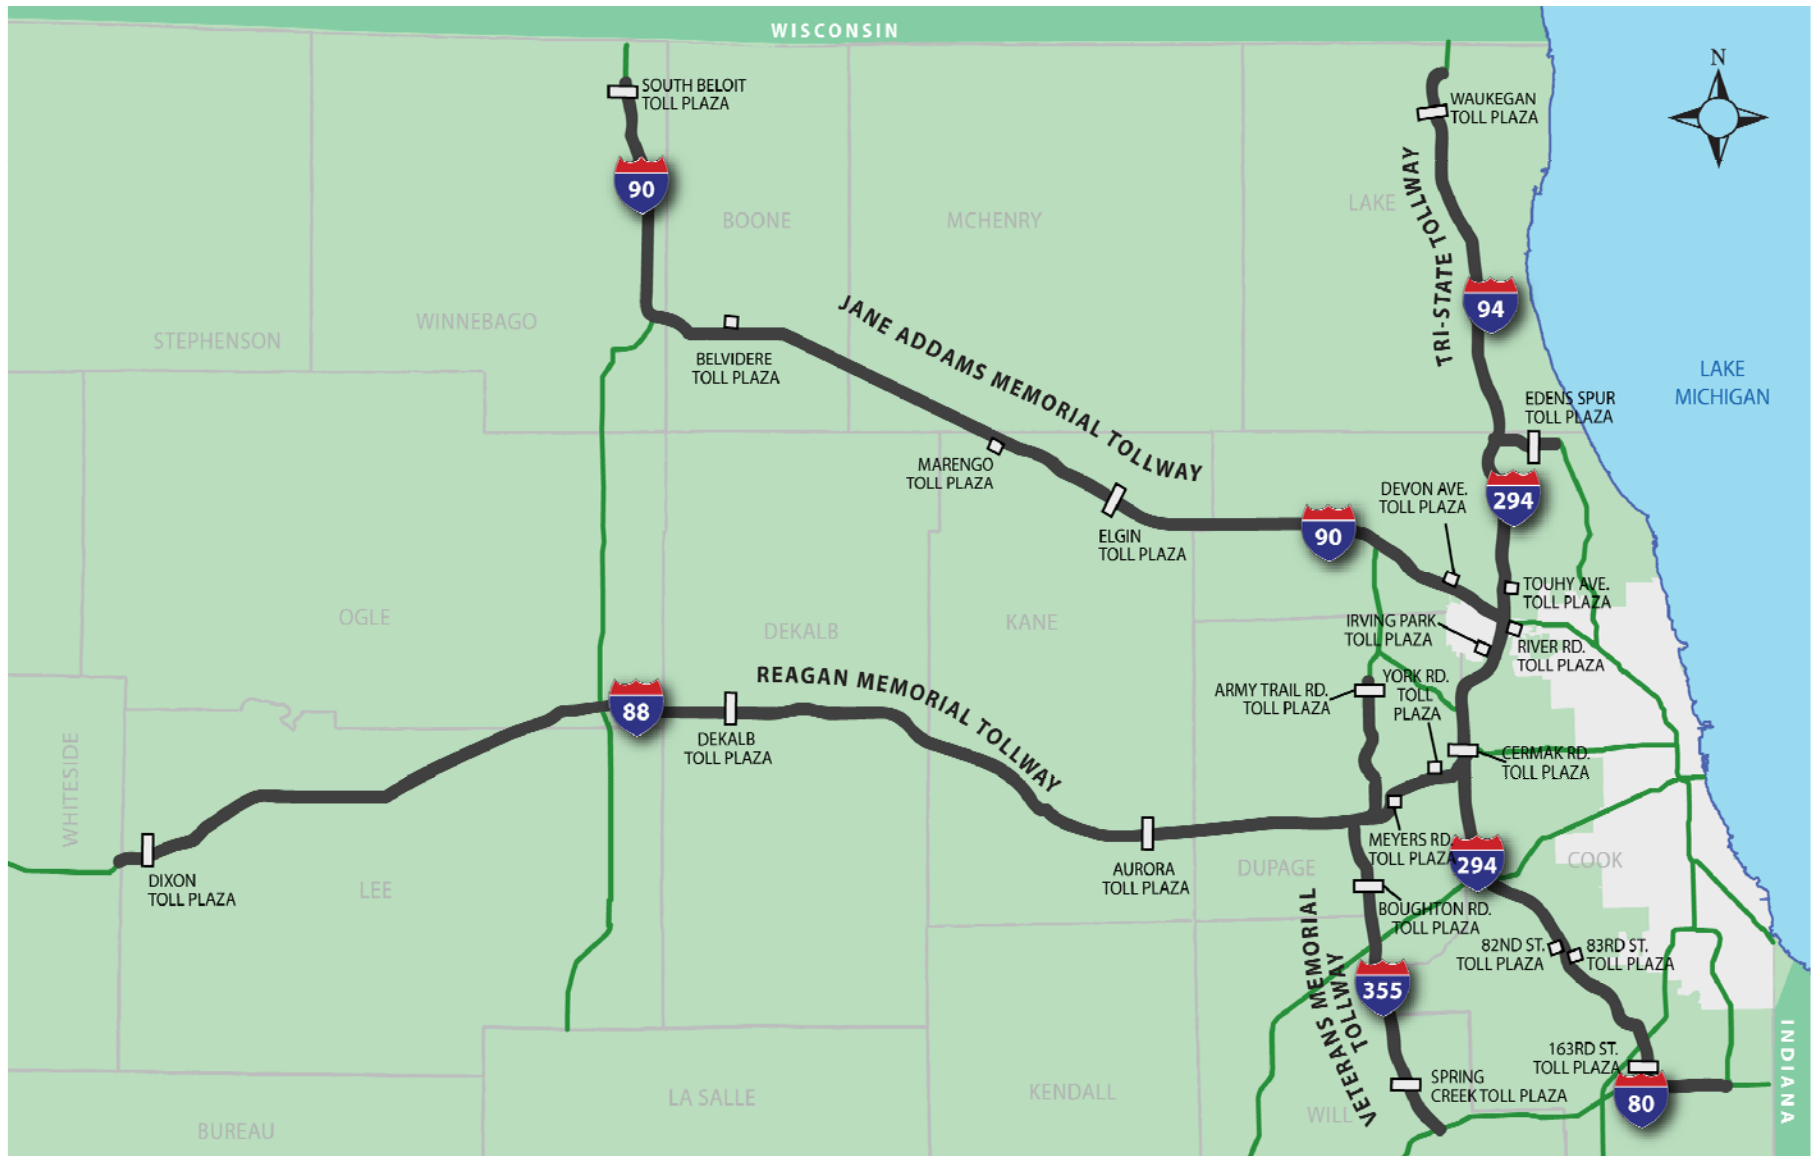 WISCONSIN
SOUTH BELOIT
TOLL PLAZA
N
WAUKEGAN
TOLL PLAZA
90
BOONE
MCHENRY
LAKE
TRI-STATE TOLLWAY
94
STEPHENSON
WINNEBAGO
BELVIDERE
TOLL PLAZA
JANE ADDAMS MEMORIAL TOLLWAY
LAKE
MICHIGAN
EDENS SPUR
TOLL PLAZA
MARENGO
TOLL PLAZA
ELGIN
TOLL PLAZA
90
DEVON AVE.
TOLL PLAZA
294
TOUHY AVE.
TOLL PLAZA
OGLE
DEKALB
KANE
IRVING PARK
TOLL PLAZA
RIVER RD.
TOLL PLAZA
REAGAN MEMORIAL TOLLWAY
ARMY TRAIL RD.
TOLL PLAZA
YORK RD.
TOLL
PLAZA
88
DEKALB
TOLL PLAZA
CERMAK RD.
TOLL PLAZA
WHITESIDE
DIXON
TOLL PLAZA
LEE
AURORA
TOLL PLAZA
DUPAGE
MEYERS RD.
TOLL PLAZA
294
COOK
BOUGHTON RD.
TOLL PLAZA
82ND ST.
TOLL PLAZA
83RD ST.
TOLL PLAZA
VETERANS MEMORIAL
TOLLWAY
355
163RD ST.
TOLL PLAZA
80
SPRING
CREEK TOLL PLAZA
INDIANA
BUREAU
LA SALLE
KENDALL
WILL